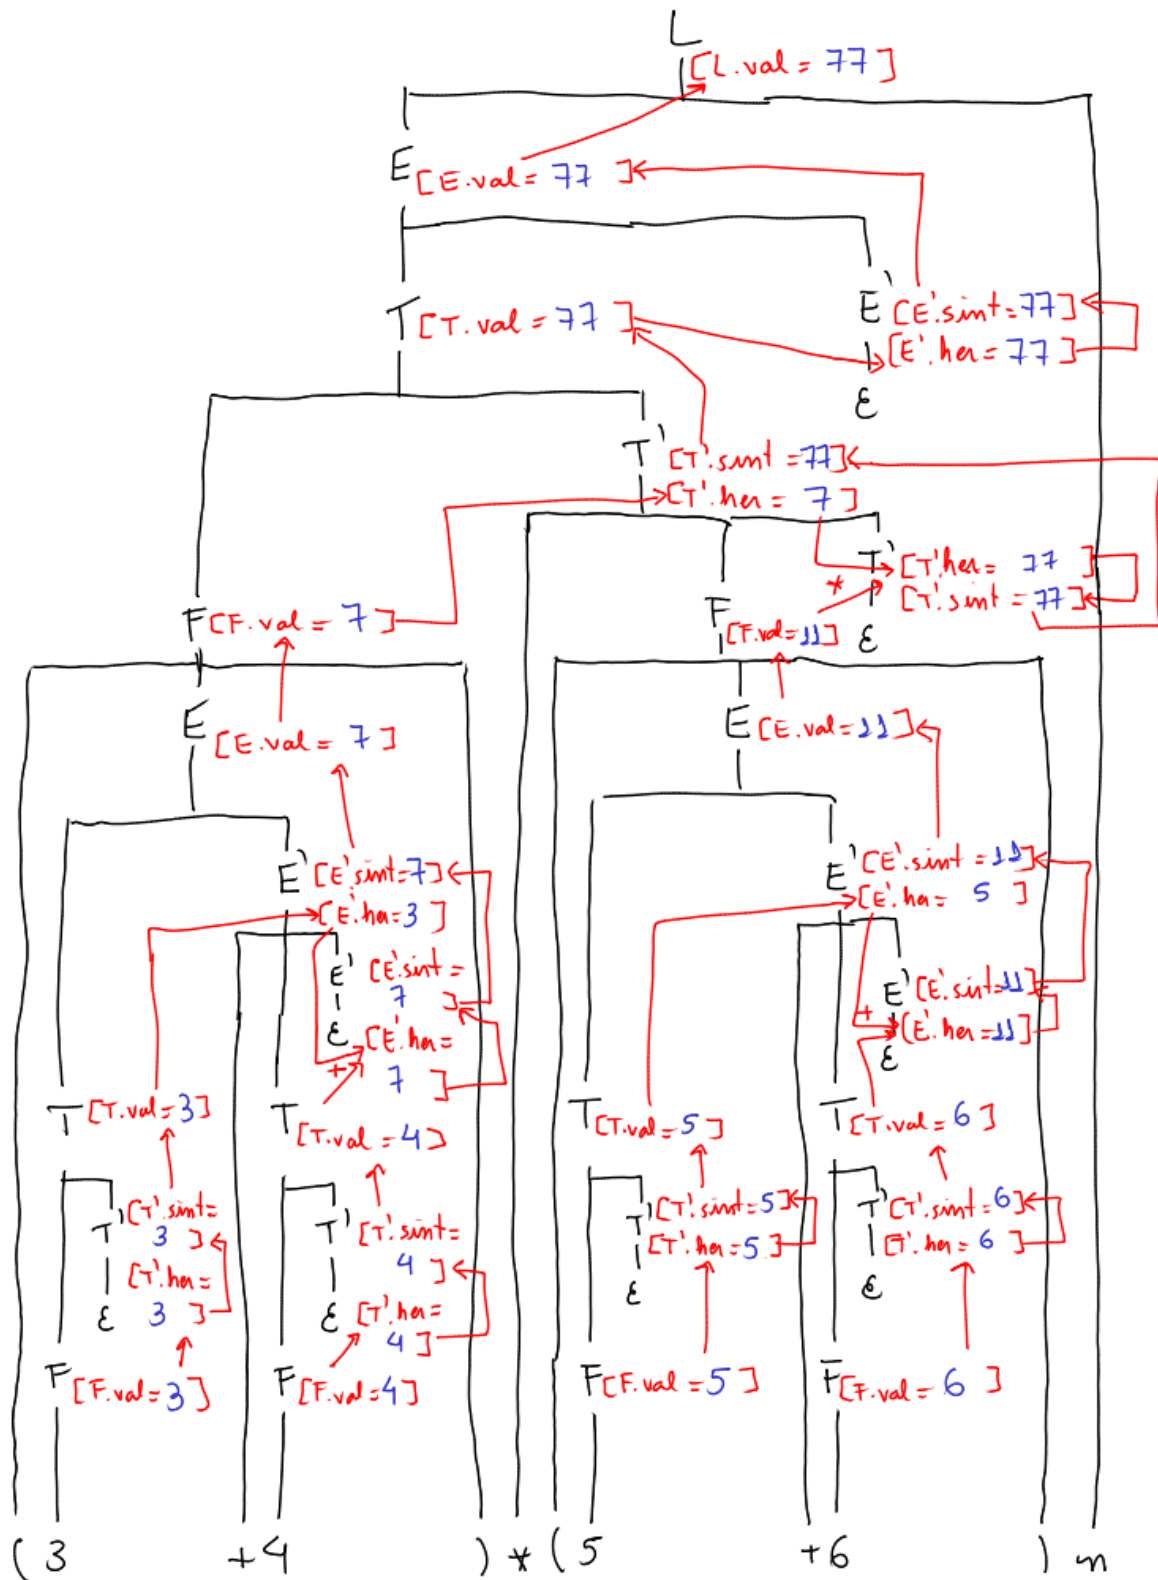 L
[L.val = 77]
E [E.val = 77]
T [T.val = 77]
E' [E'.sint = 77]
[E'.her = 77]
ε
T' [T'.sint = 77]
[T'.her = 7]
T' [T'.her = 77]
[T'.sint = 77]
*
F [F.val = 7]
F [F.val = 11]
ε
E [E.val = 7]
E [E.val = 11]
E' [E'.sint = 7]
[E'.her = 3]
E' [E'.sint = 11]
[E'.her = 5]
E' [E'.sint =
7 ]
ε [E'.her =
+ 7 ]
E' [E'.sint = 11]
+ [E'.her = 11]
ε
T [T.val = 3]
T [T.val = 4]
T [T.val = 5]
T [T.val = 6]
T' [T'.sint =
3 ]
[T'.her =
ε 3 ]
T' [T'.sint =
4 ]
ε [T'.her =
4 ]
T' [T'.sint = 5]
[T'.her = 5]
ε
T' [T'.sint = 6]
[T'.her = 6]
ε
F [F.val = 3]
F [F.val = 4]
F [F.val = 5]
F [F.val = 6]
( 3 + 4 ) * ( 5 + 6 ) n